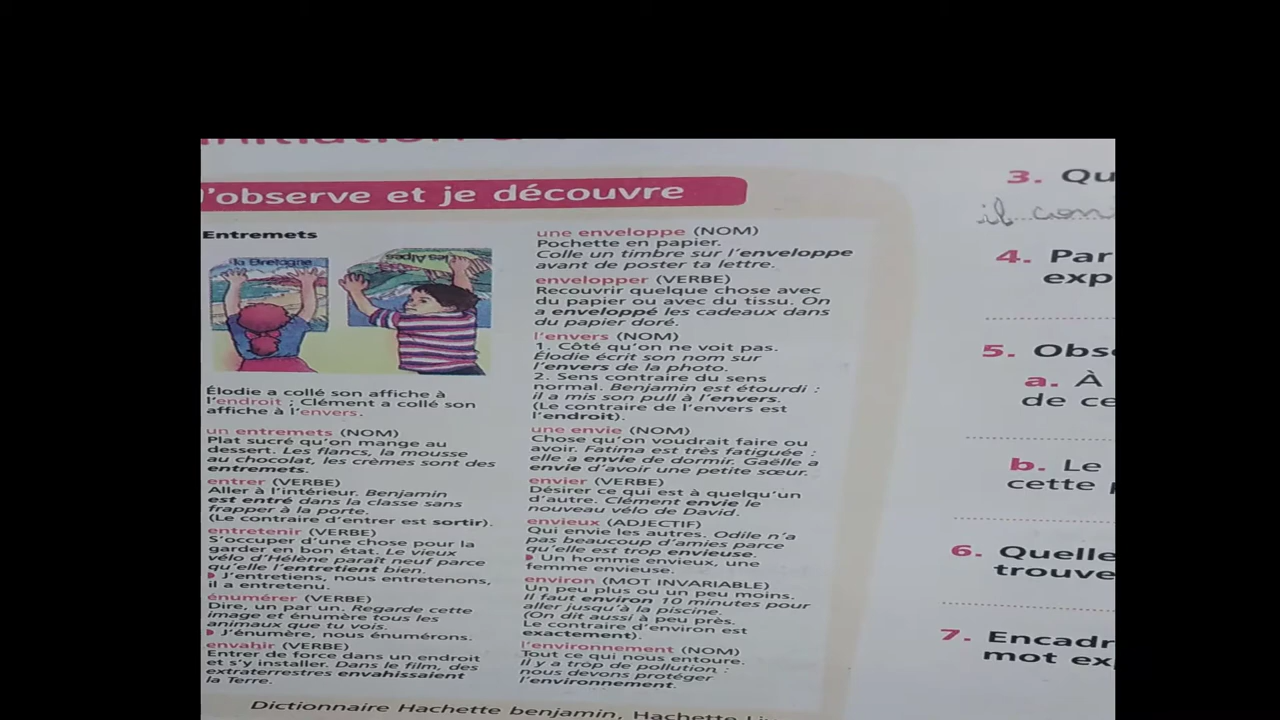 J'observe et je découvre
Entremets
la Bretagne
les Alpes
Élodie a collé son affiche à
l'endroit ; Clément a collé son
affiche à l'envers.
un entremets (NOM)
Plat sucré qu'on mange au
dessert. Les flancs, la mousse
au chocolat, les crèmes sont des
entremets.
entrer (VERBE)
Aller à l'intérieur. Benjamin
est entré dans la classe sans
frapper à la porte.
(Le contraire d'entrer est sortir).
entretenir (VERBE)
S'occuper d'une chose pour la
garder en bon état. Le vieux
vélo d'Hélène paraît neuf parce
qu'elle l'entretient bien.
J'entretiens, nous entretenons,
il a entretenu.
énumérer (VERBE)
Dire, un par un. Regarde cette
image et énumère tous les
animaux que tu vois.
J'énumère, nous énumérons.
envahir (VERBE)
Entrer de force dans un endroit
et s'y installer. Dans le film, des
extraterrestres envahissaient
la Terre.
une enveloppe (NOM)
Pochette en papier.
Colle un timbre sur l'enveloppe
avant de poster ta lettre.
envelopper (VERBE)
Recouvrir quelque chose avec
du papier ou avec du tissu. On
a enveloppé les cadeaux dans
du papier doré.
l'envers (NOM)
1. Côté qu'on ne voit pas.
Élodie écrit son nom sur
l'envers de la photo.
2. Sens contraire du sens
normal. Benjamin est étourdi :
il a mis son pull à l'envers.
(Le contraire de l'envers est
l'endroit).
une envie (NOM)
Chose qu'on voudrait faire ou
avoir. Fatima est très fatiguée :
elle a envie de dormir. Gaëlle a
envie d'avoir une petite sœur.
envier (VERBE)
Désirer ce qui est à quelqu'un
d'autre. Clément envie le
nouveau vélo de David.
envieux (ADJECTIF)
Qui envie les autres. Odile n'a
pas beaucoup d'amies parce
qu'elle est trop envieuse.
Un homme envieux, une
femme envieuse.
environ (MOT INVARIABLE)
Un peu plus ou un peu moins.
Il faut environ 10 minutes pour
aller jusqu'à la piscine.
(On dit aussi à peu près.
Le contraire d'environ est
exactement).
l'environnement (NOM)
Tout ce qui nous entoure.
Il y a trop de pollution :
nous devons protéger
l'environnement.
Dictionnaire Hachette benjamin, Hachette
3. Qu
il
4. Par
exp
5. Obs
a. À
de ce
b. Le
cette
6. Quelle
trouve
7. Encadr
mot ex